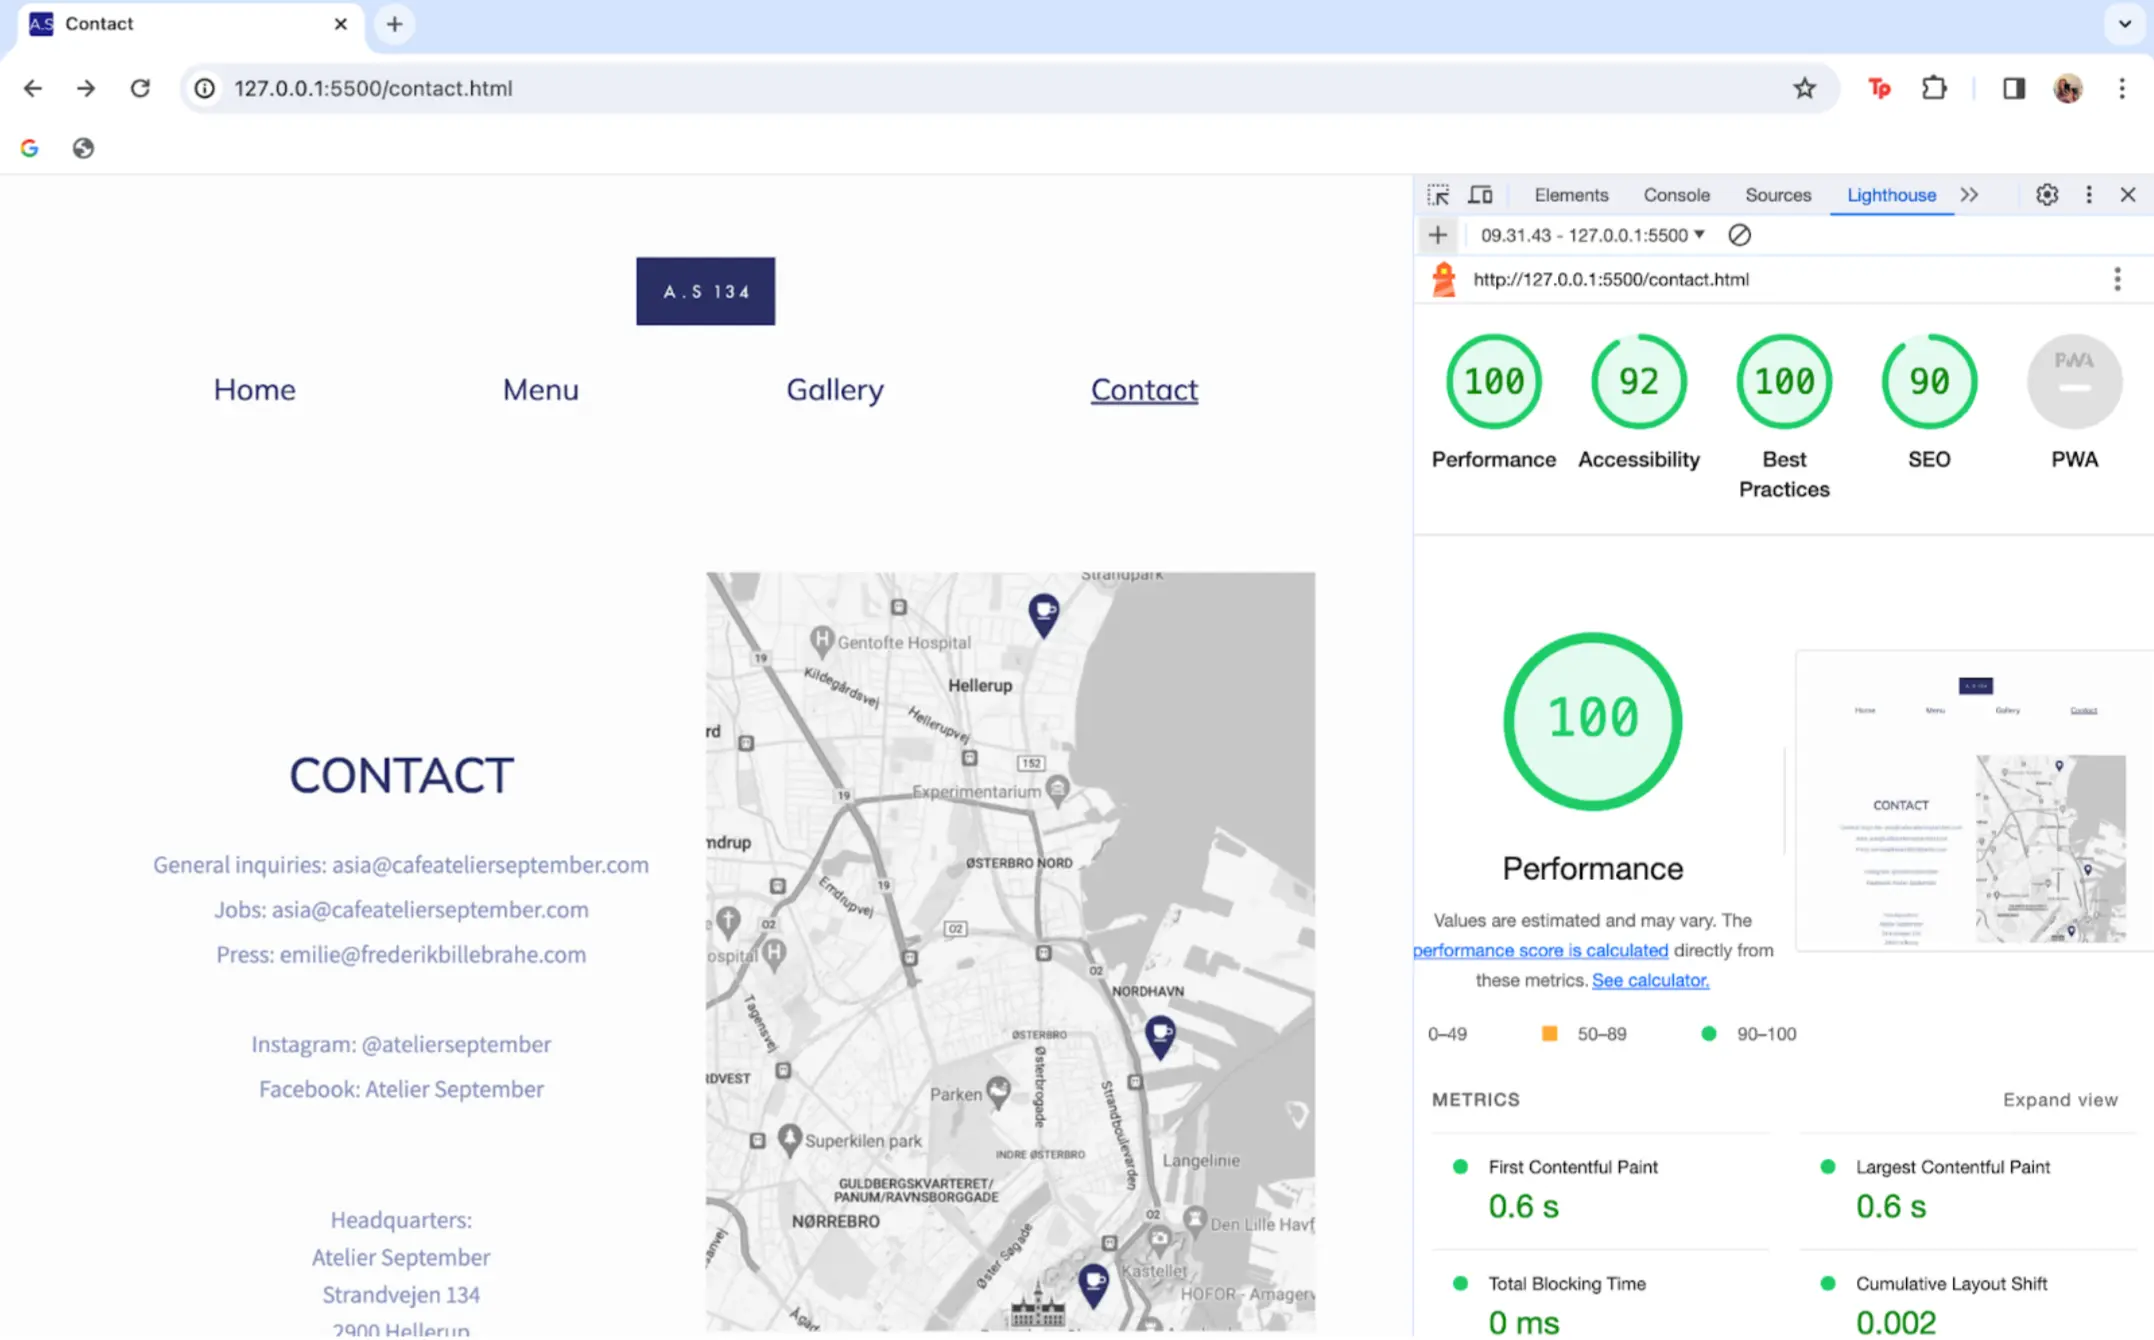 A.S Contact
127.0.0.1:5500/contact.html
Tp
A.S 134
Home Menu Gallery Contact
CONTACT
General inquiries: asia@cafeatelierseptember.com
Jobs: asia@cafeatelierseptember.com
Press: emilie@frederikbillebrahe.com
Instagram: @atelierseptember
Facebook: Atelier September
Headquarters:
Atelier September
Strandvejen 134
2900 Hellerup
Strandpark
H Gentofte Hospital
19
Kildegårdsvej
Hellerup
Hellerupvej
rd
152
19
Experimentarium
mdrup
ØSTERBRO NORD
19
Emdrupvej
02
02
ospital H
02
NORDHAVN
Tagensvej
ØSTERBRO
Østerbrogade
RDVEST
Parken
Strandboulevarden
Superkilen park
INDRE ØSTERBRO
Langelinie
GULDBERGSKVARTERET/
PANUM/RAVNSBORGGADE
NØRREBRO
02
Den Lille Havf
Øster Søgade
Kastellet
HOFOR - Amagerv
Elements Console Sources Lighthouse
09.31.43 - 127.0.0.1:5500
http://127.0.0.1:5500/contact.html
100 92 100 90 PWA
Performance Accessibility Best SEO PWA
Practices
100
Performance
Values are estimated and may vary. The
performance score is calculated directly from
these metrics. See calculator.
0–49 50–89 90–100
A.S 134
Home Menu Gallery Contact
CONTACT
METRICS Expand view
First Contentful Paint
0.6 s
Largest Contentful Paint
0.6 s
Total Blocking Time
0 ms
Cumulative Layout Shift
0.002